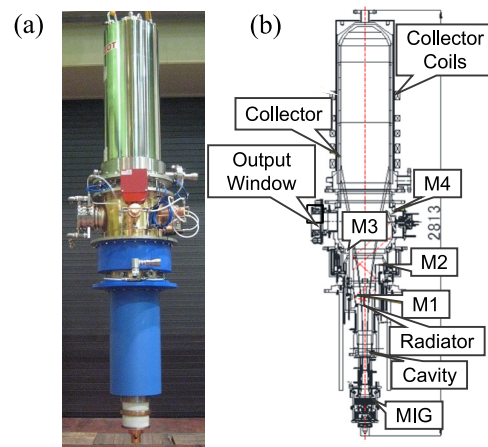 (a)
(b)
Collector
Coils
Collector
Output
Window
M4
M3
2813
M2
M1
Radiator
Cavity
MIG